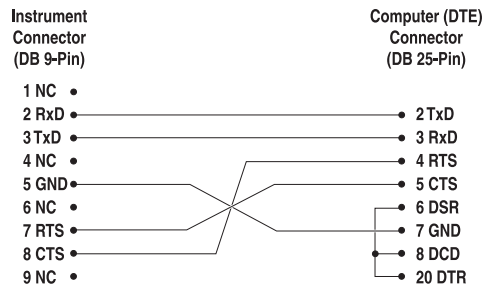 Instrument
Connector
(DB 9-Pin)
Computer (DTE)
Connector
(DB 25-Pin)
1 NC
2 RxD
2 TxD
3 TxD
3 RxD
4 NC
4 RTS
5 GND
5 CTS
6 NC
6 DSR
7 RTS
7 GND
8 CTS
8 DCD
9 NC
20 DTR